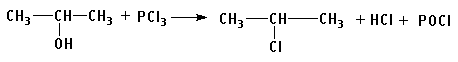 CH₃—CH—CH₃ + PCl₃ ⟶ CH₃—CH—CH₃ + HCl + POCl
OH Cl